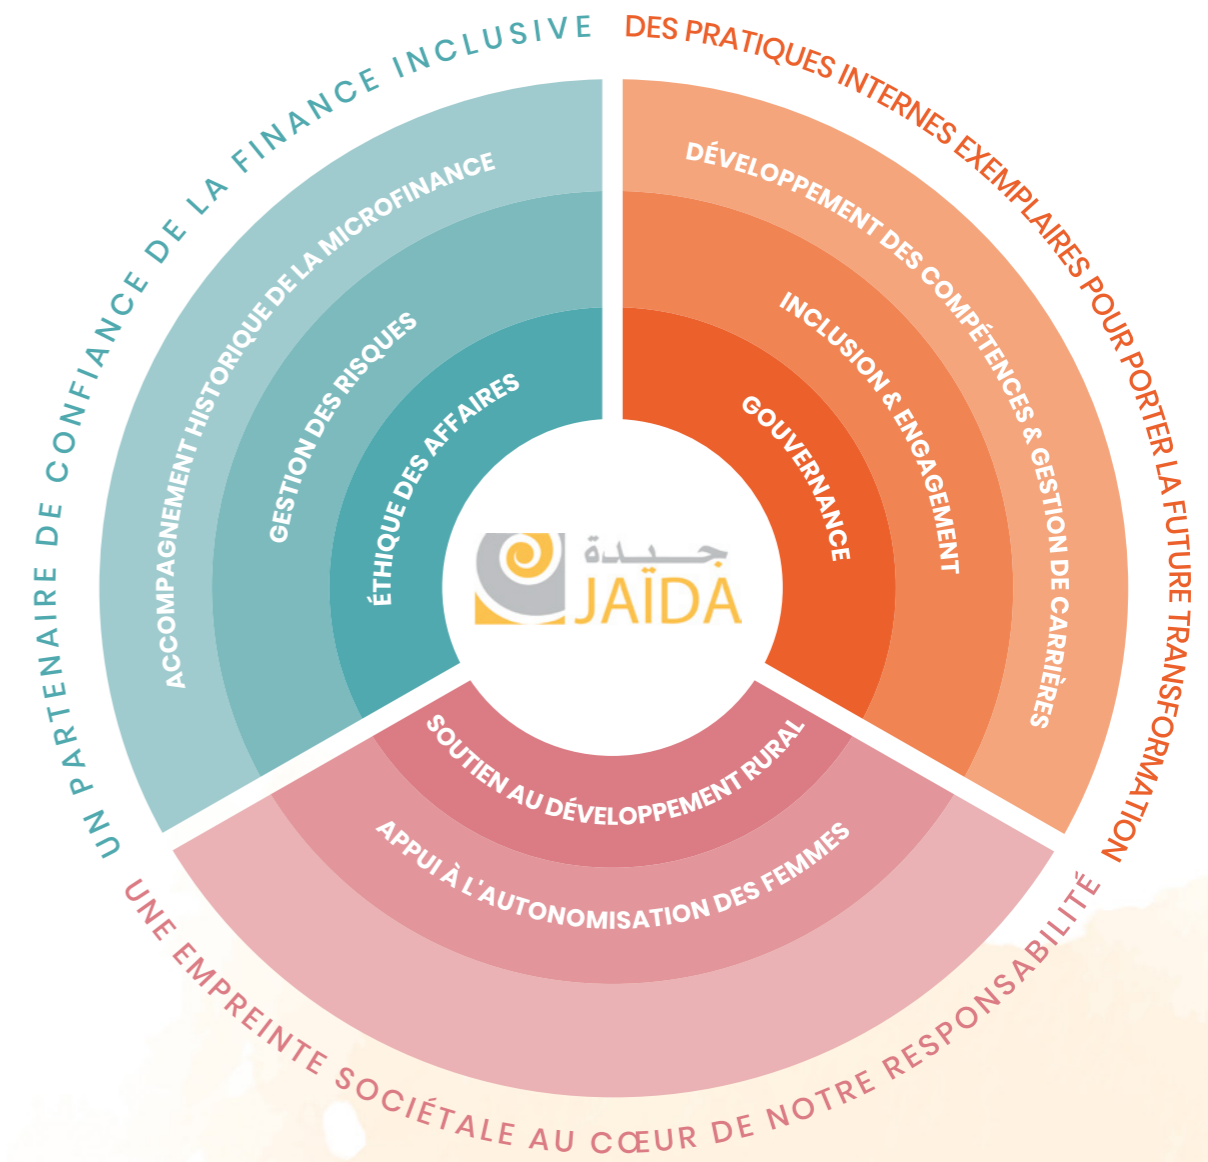 UN PARTENAIRE DE CONFIANCE DE LA FINANCE INCLUSIVE
ACCOMPAGNEMENT HISTORIQUE DE LA MICROFINANCE
GESTION DES RISQUES
ÉTHIQUE DES AFFAIRES
DES PRATIQUES INTERNES EXEMPLAIRES POUR PORTER LA FUTURE TRANSFORMATION
DÉVELOPPEMENT DES COMPÉTENCES & GESTION DE CARRIÈRES
INCLUSION & ENGAGEMENT
GOUVERNANCE
جيدة
JAÏDA
SOUTIEN AU DÉVELOPPEMENT RURAL
APPUI À L'AUTONOMISATION DES FEMMES
UNE EMPREINTE SOCIÉTALE AU CŒUR DE NOTRE RESPONSABILITÉ